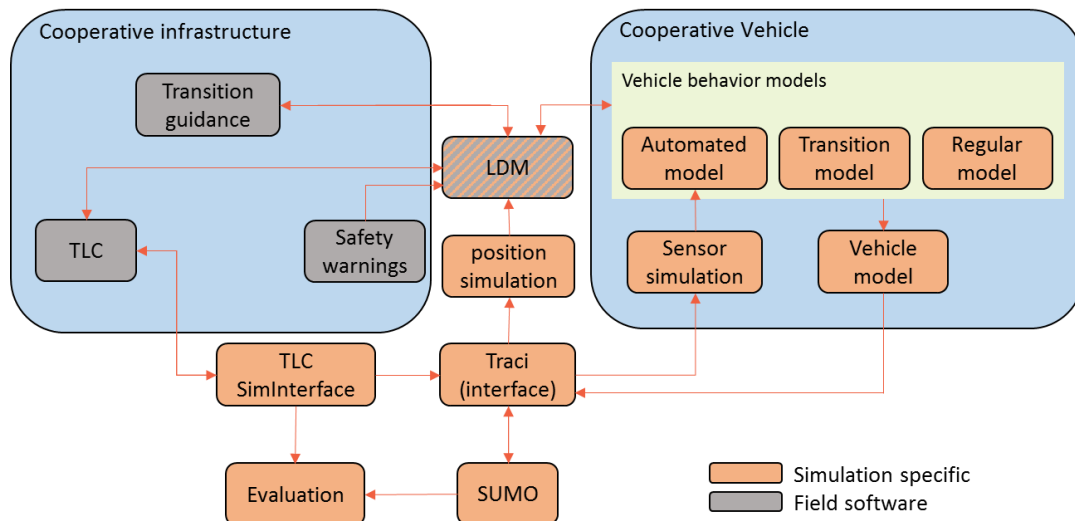 Cooperative infrastructure
Cooperative Vehicle
Vehicle behavior models
Transition
guidance
LDM
Automated
model
Transition
model
Regular
model
TLC
Safety
warnings
position
simulation
Sensor
simulation
Vehicle
model
TLC
SimInterface
Traci
(interface)
Evaluation
SUMO
Simulation specific
Field software